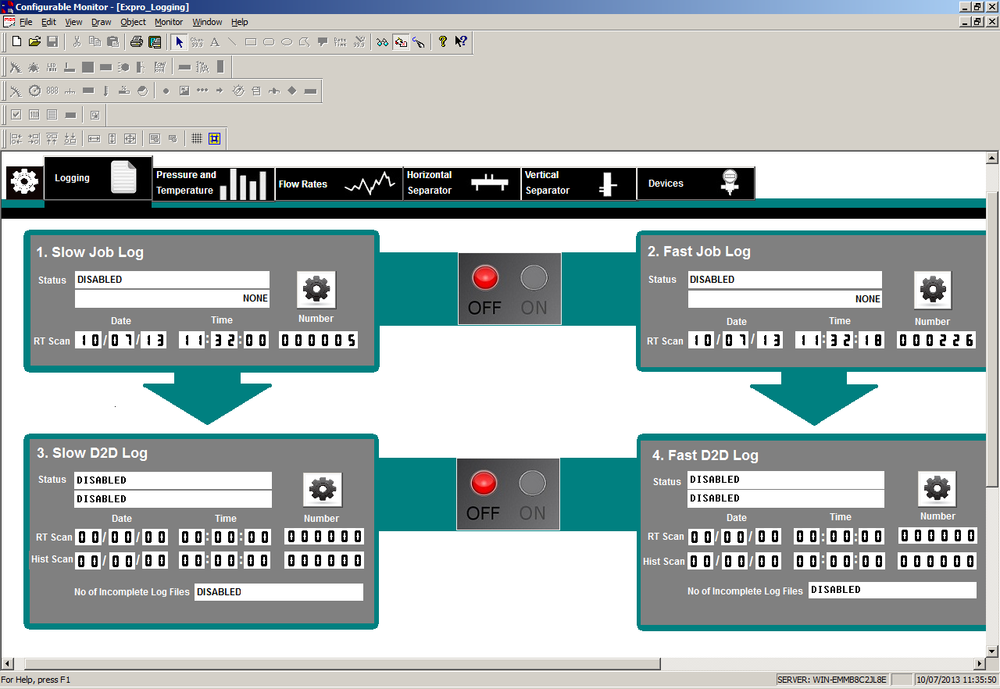 Configurable Monitor - [Expro_Logging]
File Edit View Draw Object Monitor Window Help
Logging
Pressure and
Temperature
Flow Rates
Horizontal
Separator
Vertical
Separator
Devices
1. Slow Job Log
Status DISABLED
NONE
Date Time Number
RT Scan 10/07/13 11:32:00 000005
OFF ON
2. Fast Job Log
Status DISABLED
NONE
Date Time Number
RT Scan 10/07/13 11:32:18 000226
3. Slow D2D Log
Status DISABLED
DISABLED
Date Time Number
RT Scan 00/00/00 00:00:00 000000
Hist Scan 00/00/00 00:00:00 000000
No of Incomplete Log Files DISABLED
OFF ON
4. Fast D2D Log
Status DISABLED
DISABLED
Date Time Number
RT Scan 00/00/00 00:00:00 000000
Hist Scan 00/00/00 00:00:00 000000
No of Incomplete Log Files DISABLED
For Help, press F1
SERVER: WIN-EMMB8C2JL8E 10/07/2013 11:35:50